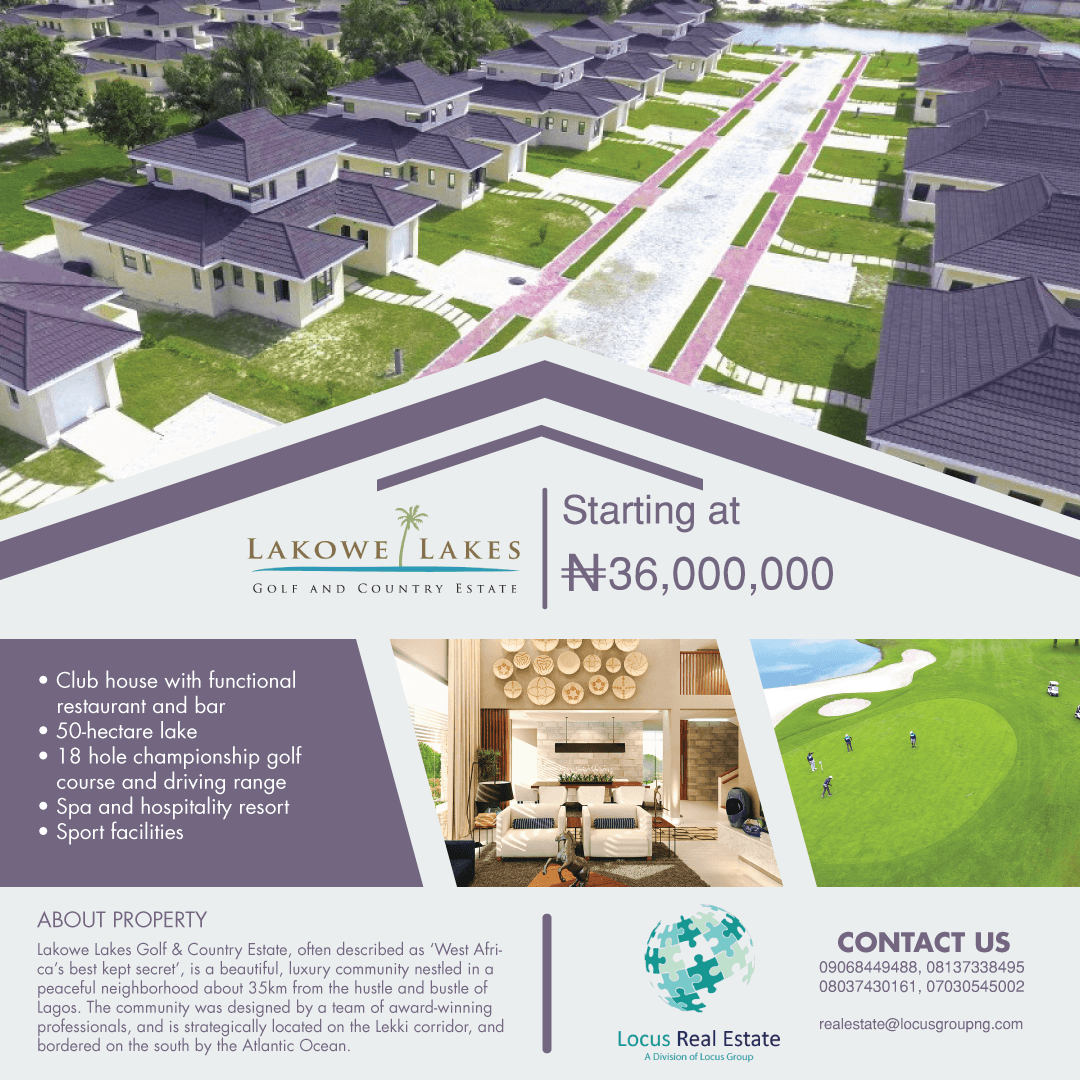 LAKOWE LAKES
GOLF AND COUNTRY ESTATE
Starting at
₦36,000,000
• Club house with functional
restaurant and bar
• 50-hectare lake
• 18 hole championship golf
course and driving range
• Spa and hospitality resort
• Sport facilities
ABOUT PROPERTY
Lakowe Lakes Golf & Country Estate, often described as ‘West Afri-
ca’s best kept secret’, is a beautiful, luxury community nestled in a
peaceful neighborhood about 35km from the hustle and bustle of
Lagos. The community was designed by a team of award-winning
professionals, and is strategically located on the Lekki corridor, and
bordered on the south by the Atlantic Ocean.
Locus Real Estate
A Division of Locus Group
CONTACT US
09068449488, 08137338495
08037430161, 07030545002
realestate@locusgroupng.com